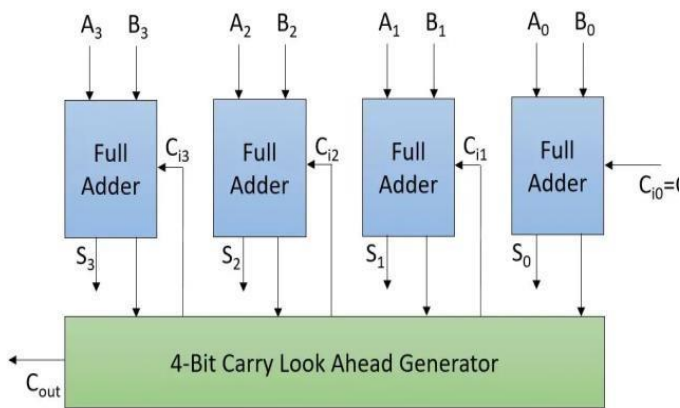 A₃ B₃ A₂ B₂ A₁ B₁ A₀ B₀
Full Adder
Cᵢ₃
Full Adder
Cᵢ₂
Full Adder
Cᵢ₁
Full Adder
Cᵢ₀=
S₃ S₂ S₁ S₀
4-Bit Carry Look Ahead Generator
Cₒᵤₜ